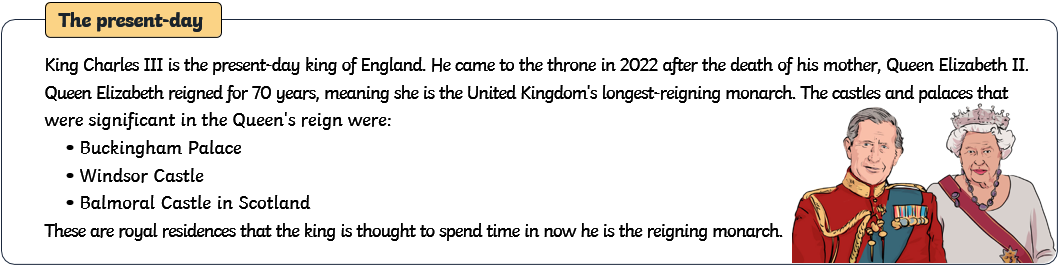 The present-day
King Charles III is the present-day king of England. He came to the throne in 2022 after the death of his mother, Queen Elizabeth II.
Queen Elizabeth reigned for 70 years, meaning she is the United Kingdom's longest-reigning monarch. The castles and palaces that
were significant in the Queen's reign were:
• Buckingham Palace
• Windsor Castle
• Balmoral Castle in Scotland
These are royal residences that the king is thought to spend time in now he is the reigning monarch.